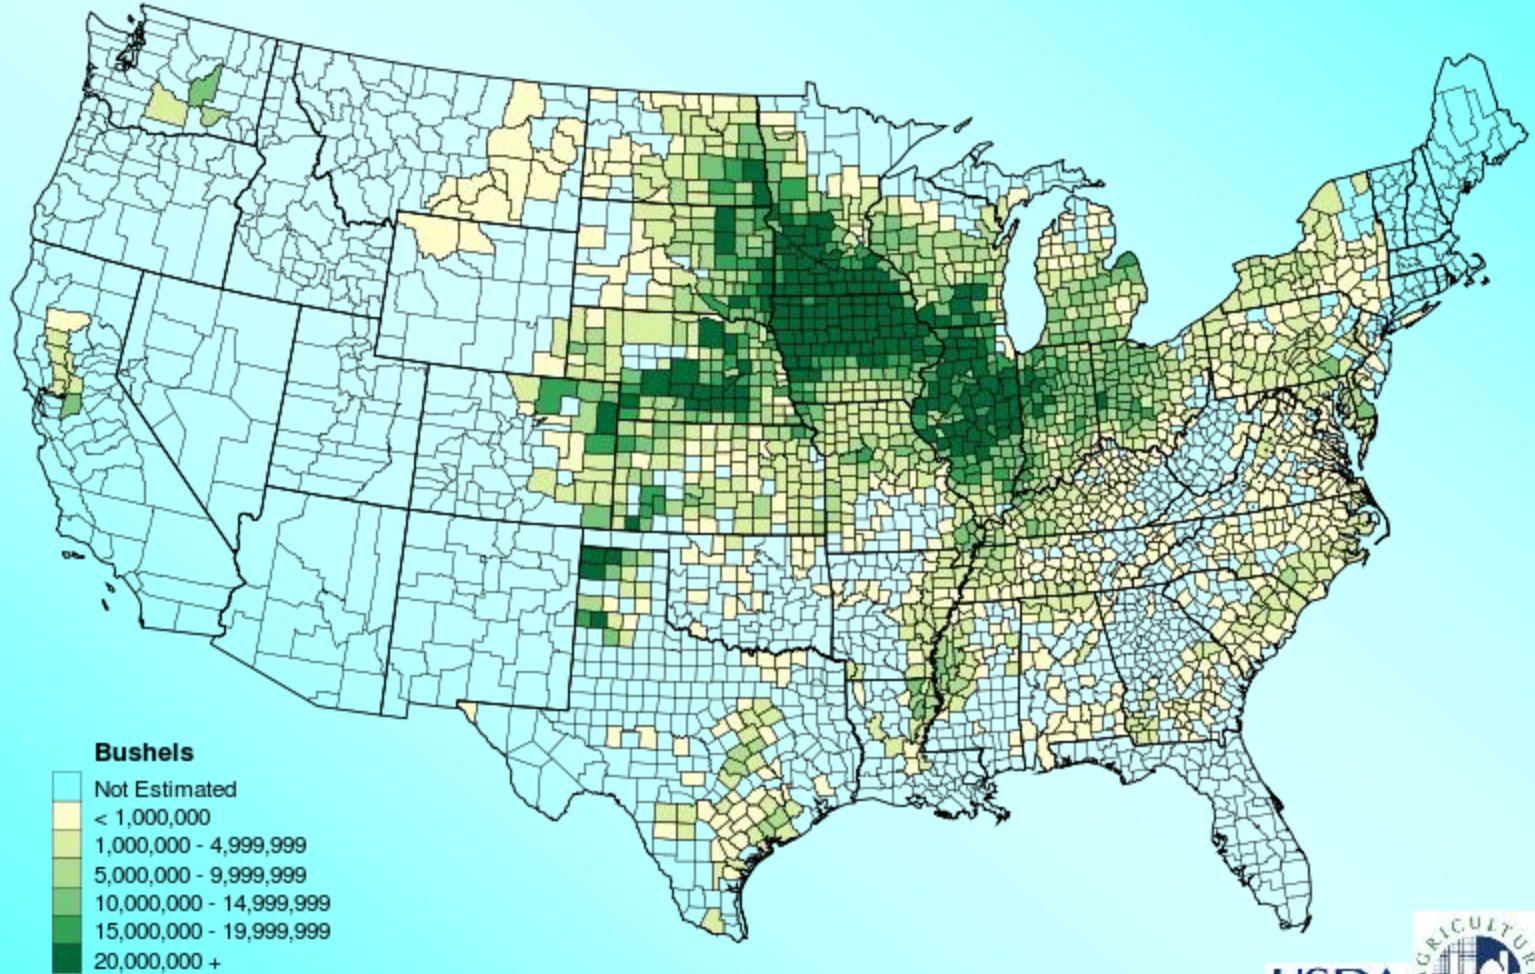 Bushels
Not Estimated
< 1,000,000
1,000,000 - 4,999,999
5,000,000 - 9,999,999
10,000,000 - 14,999,999
15,000,000 - 19,999,999
20,000,000 +